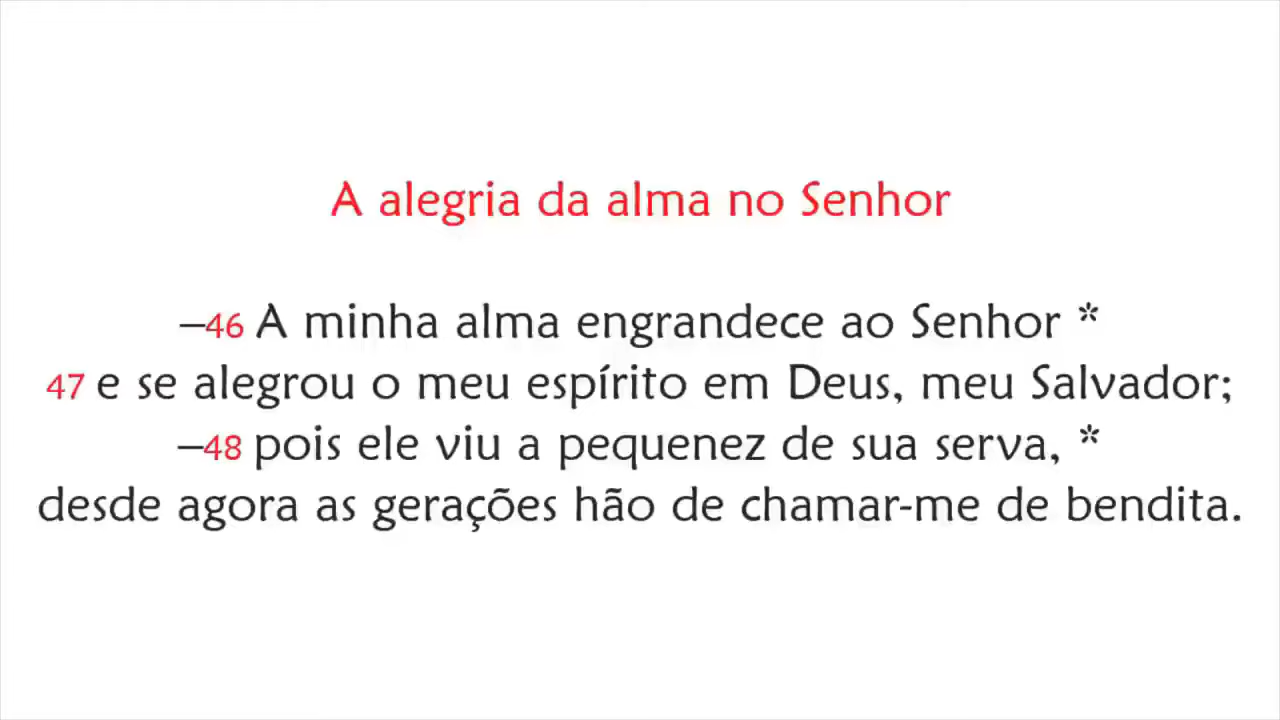 A alegria da alma no Senhor
–46 A minha alma engrandece ao Senhor *
47 e se alegrou o meu espírito em Deus, meu Salvador;
–48 pois ele viu a pequenez de sua serva, *
desde agora as gerações hão de chamar-me de bendita.